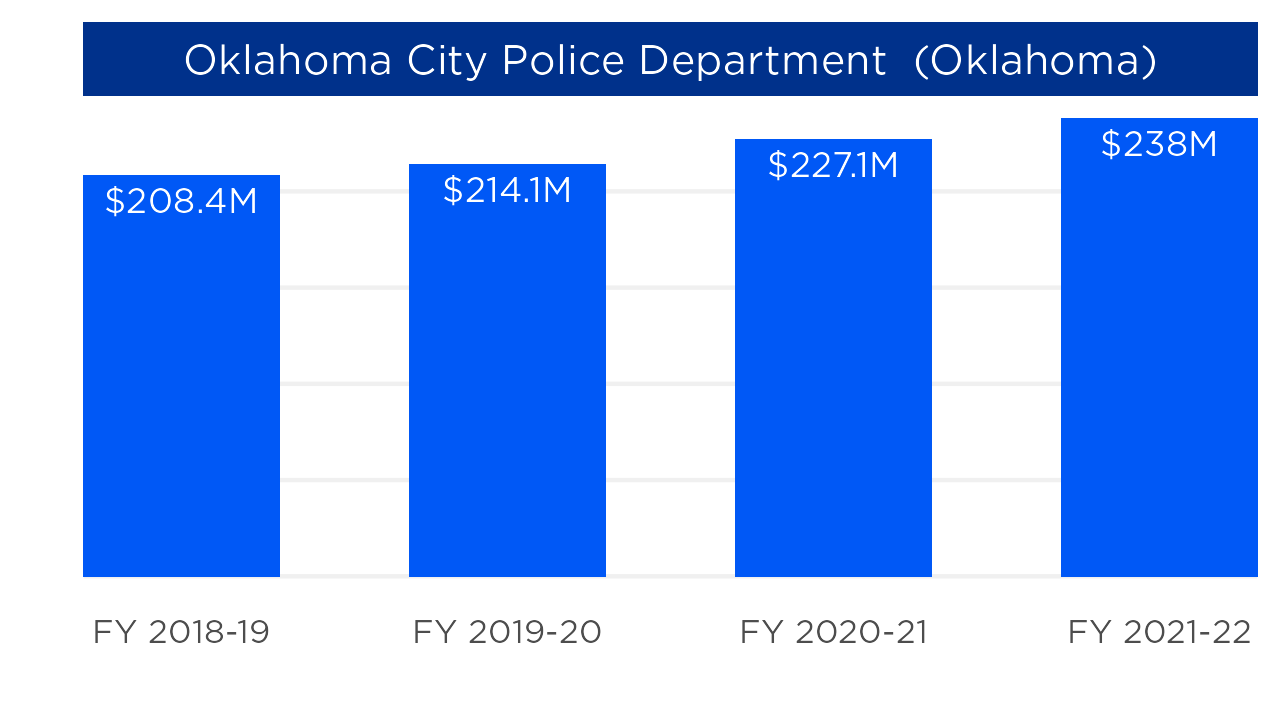 Oklahoma City Police Department (Oklahoma)
$208.4M $214.1M $227.1M $238M
FY 2018-19 FY 2019-20 FY 2020-21 FY 2021-22